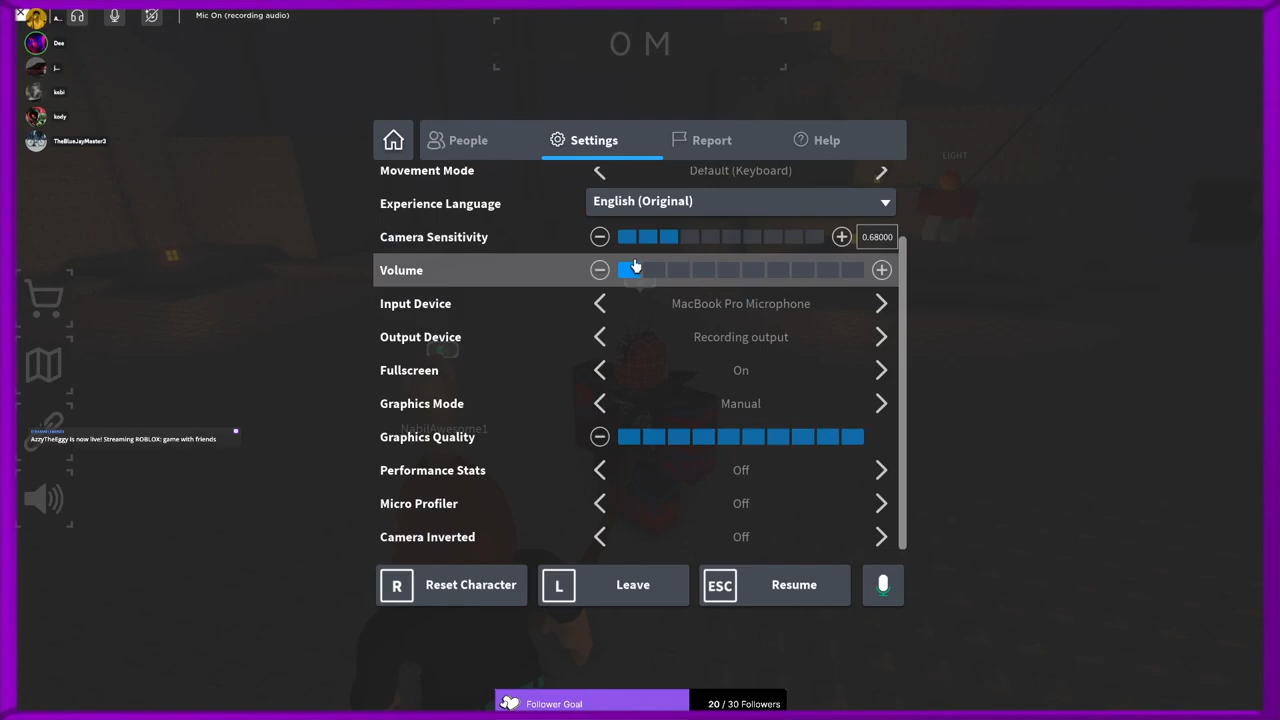 A...
Mic On (recording audio)
Dee
j...
kebi
kody
TheBlueJayMaster3
O M
People
Settings
Report
Help
LIGHT
Movement Mode
Default (Keyboard)
Experience Language
English (Original)
Camera Sensitivity
0.68000
Volume
Input Device
MacBook Pro Microphone
Output Device
Recording output
Fullscreen
On
Graphics Mode
Manual
NabilAwesome1
Graphics Quality
AzzyTheEggy Is now live! Streaming ROBLOX: game with friends
Performance Stats
Off
Micro Profiler
Off
Camera Inverted
Off
R
Reset Character
L
Leave
ESC
Resume
Follower Goal
20 / 30 Followers